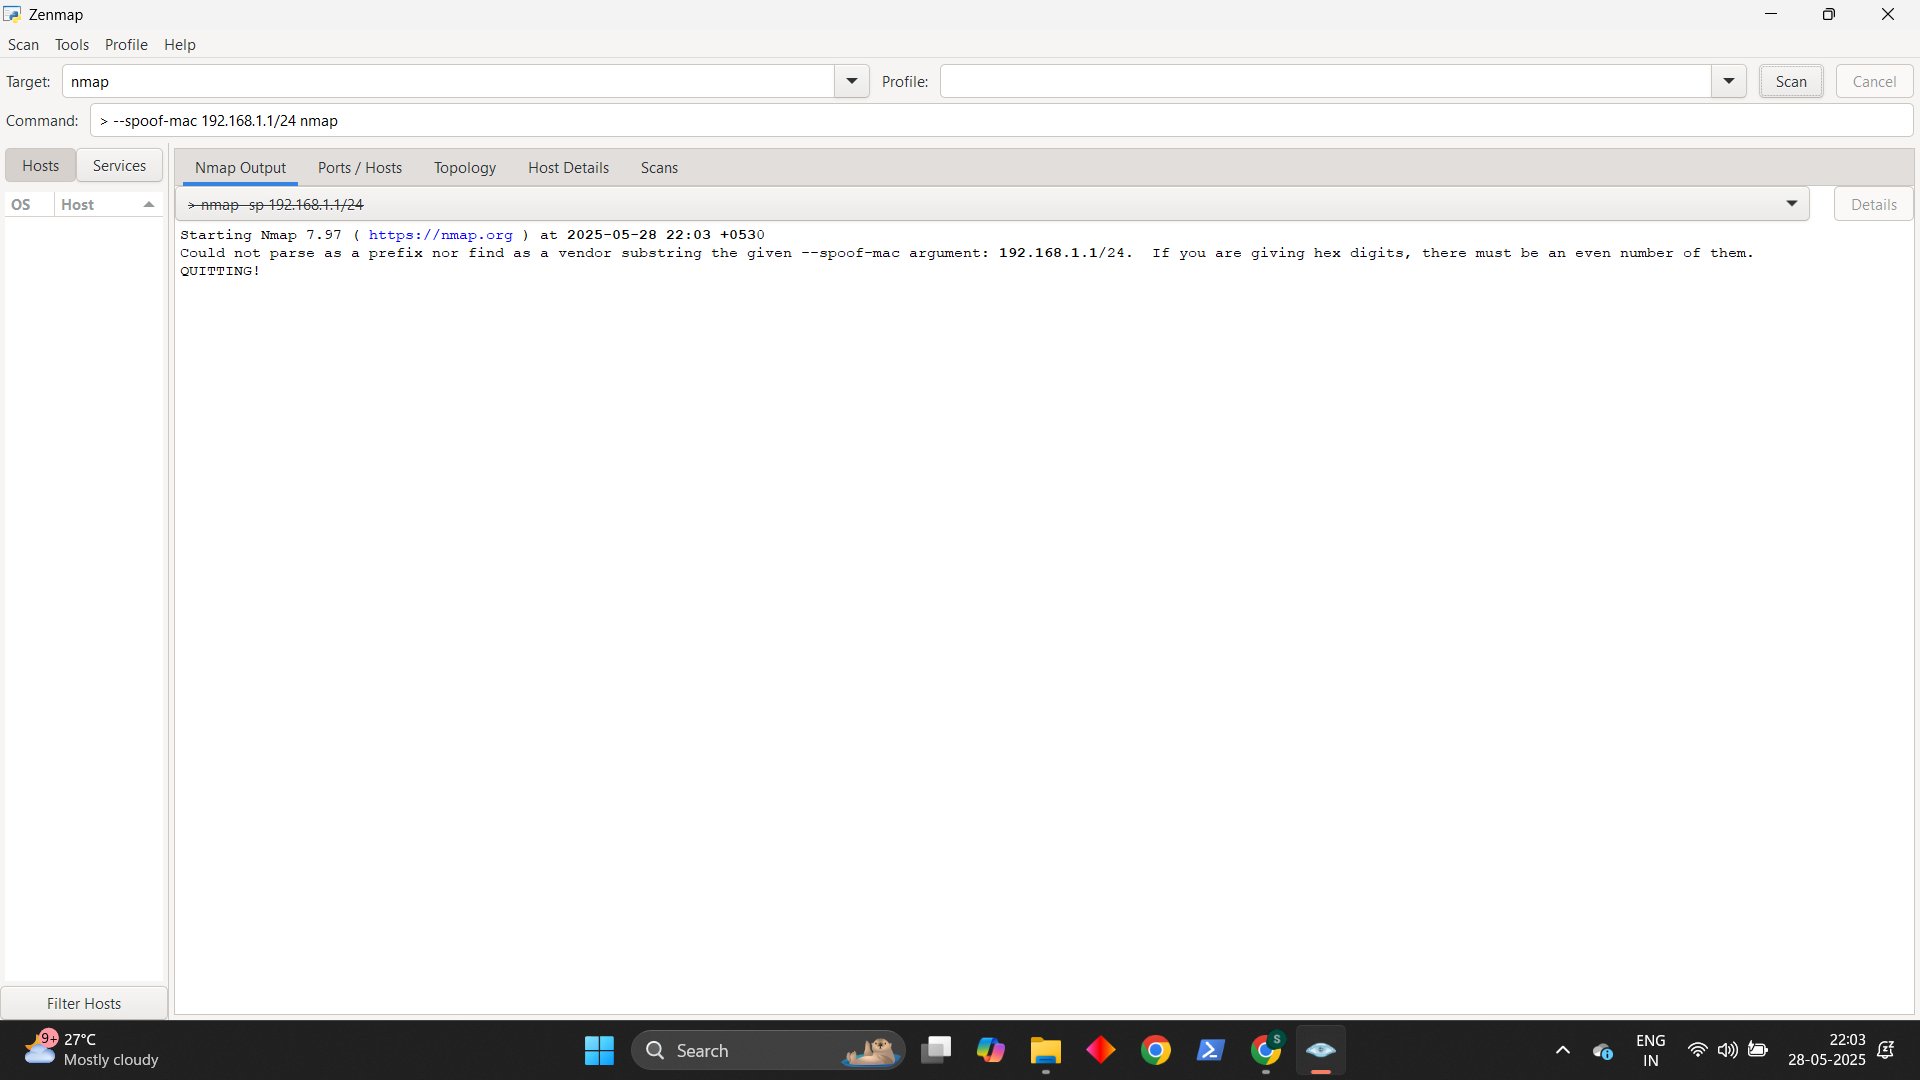 Zenmap
Scan Tools Profile Help
Target: nmap Profile: Scan Cancel
Command: > --spoof-mac 192.168.1.1/24 nmap
Hosts Services
Nmap Output Ports / Hosts Topology Host Details Scans
OS Host
> nmap -sp 192.168.1.1/24 Details
Starting Nmap 7.97 ( https://nmap.org ) at 2025-05-28 22:03 +0530
Could not parse as a prefix nor find as a vendor substring the given --spoof-mac argument: 192.168.1.1/24.  If you are giving hex digits, there must be an even number of them.
QUITTING!
Filter Hosts
9+ 27°C
Mostly cloudy
Search
S
ENG
IN
22:03
28-05-2025